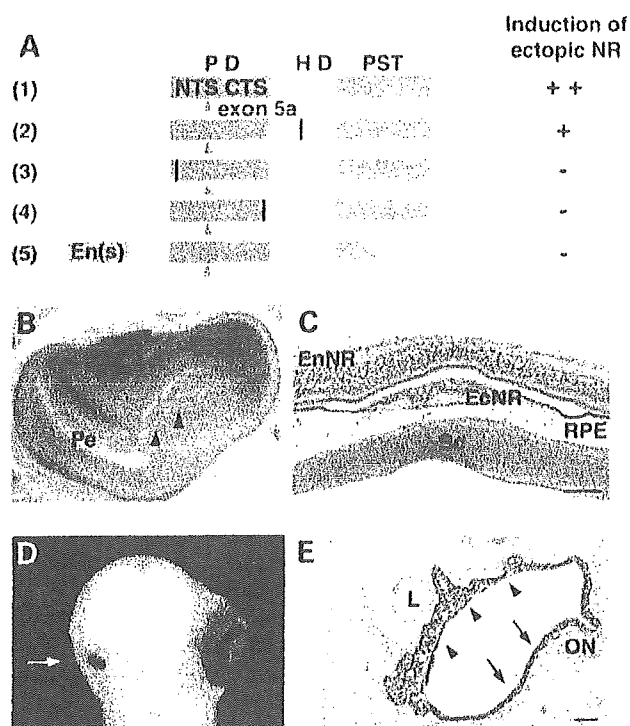 A
Induction of
ectopic NR
P D H D PST
(1) NTS CTS + +
exon 5a
(2) +
(3) -
(4) -
(5) En(s) -
B
Pe
C
EnNR
EcNR
RPE
D
E
L
ON